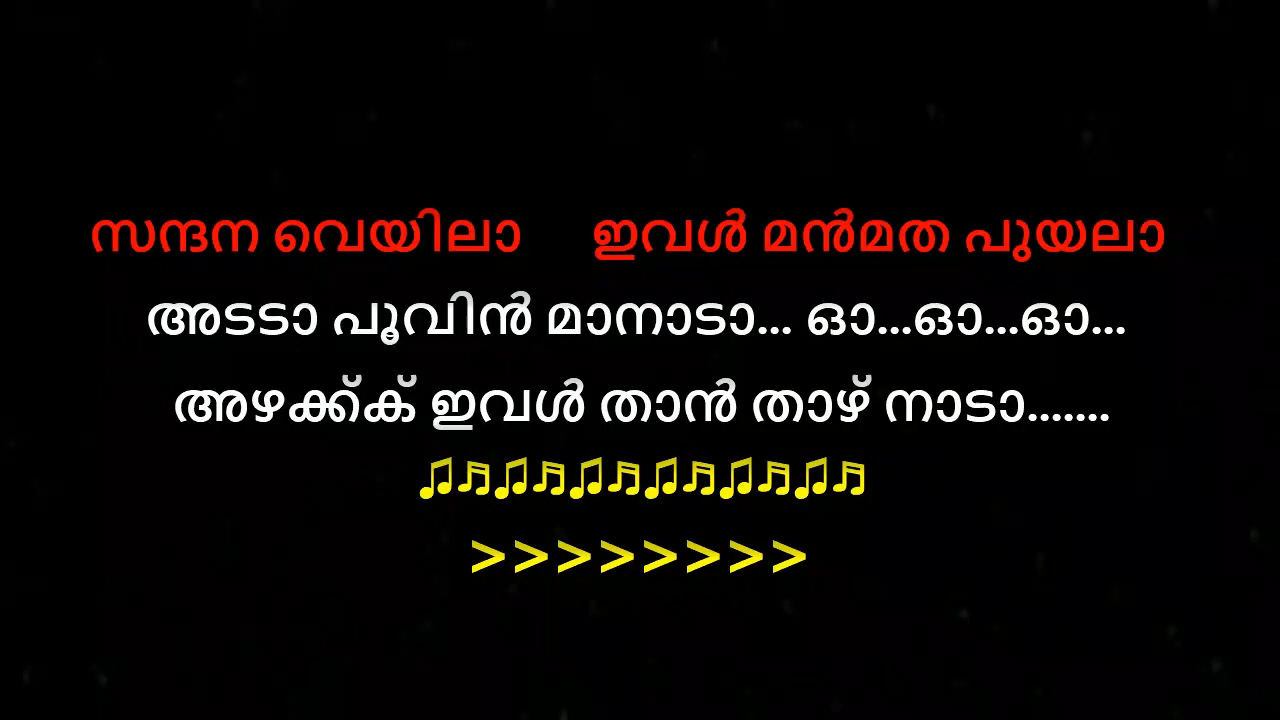 സന്ദന വെയിലാ ഇവൾ മൻമത പുയലാ
അടടാ പൂവിൻ മാനാടാ... ഓ...ഓ...ഓ...
അഴക്ക്ക് ഇവൾ താൻ താഴ് നാടാ.......
♫♬♫♬♫♬♫♬♫♬♫♬
>>>>>>>>